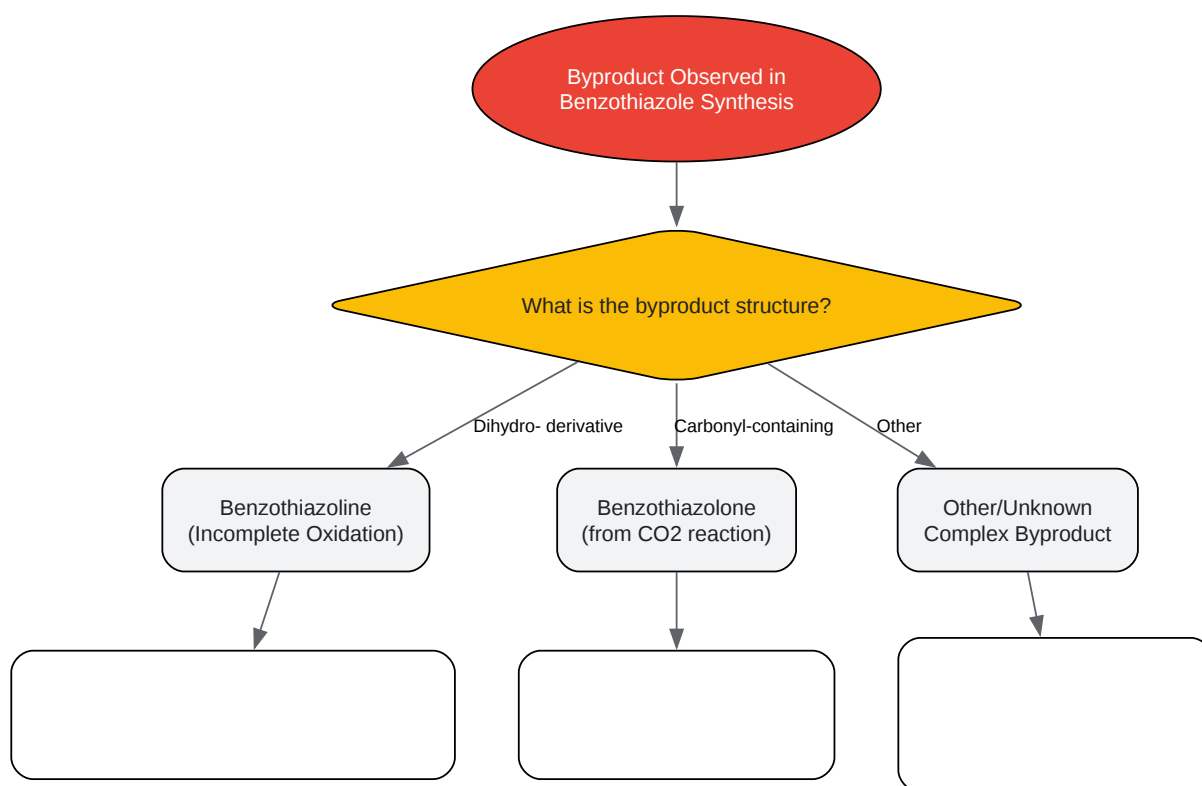 Byproduct Observed in
Benzothiazole Synthesis
What is the byproduct structure?
Dihydro- derivative
Carbonyl-containing
Other
Benzothiazoline
(Incomplete Oxidation)
Benzothiazolone
(from CO2 reaction)
Other/Unknown
Complex Byproduct